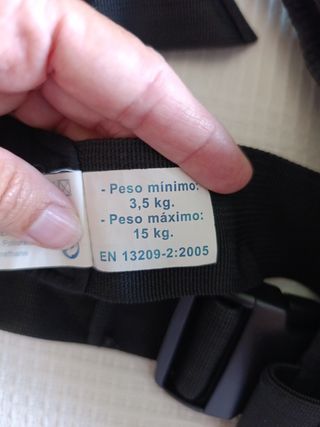 - Peso mínimo:
3,5 kg.
- Peso máximo:
15 kg.
EN 13209-2:2005